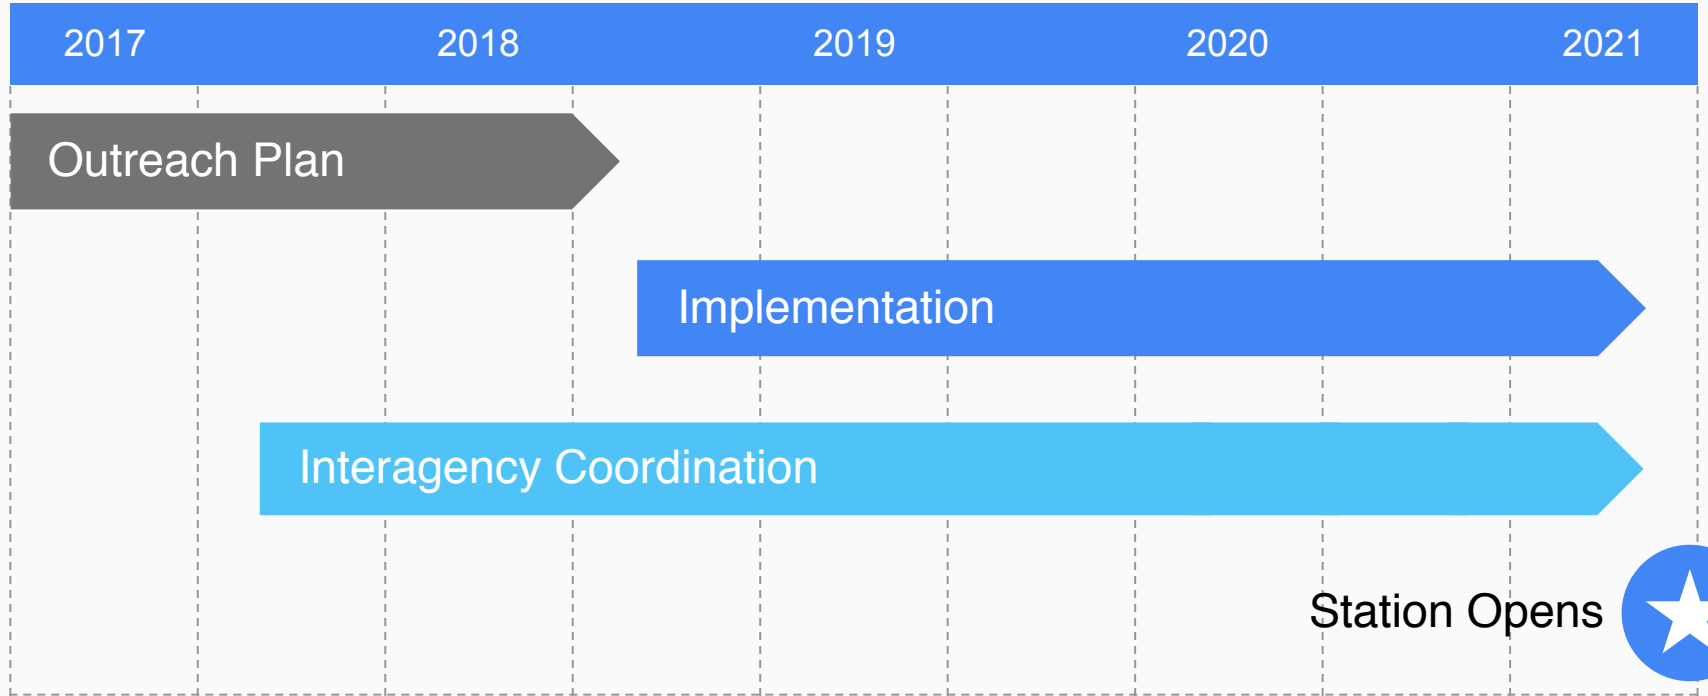 2017 2018 2019 2020 2021
Outreach Plan
Implementation
Interagency Coordination
Station Opens